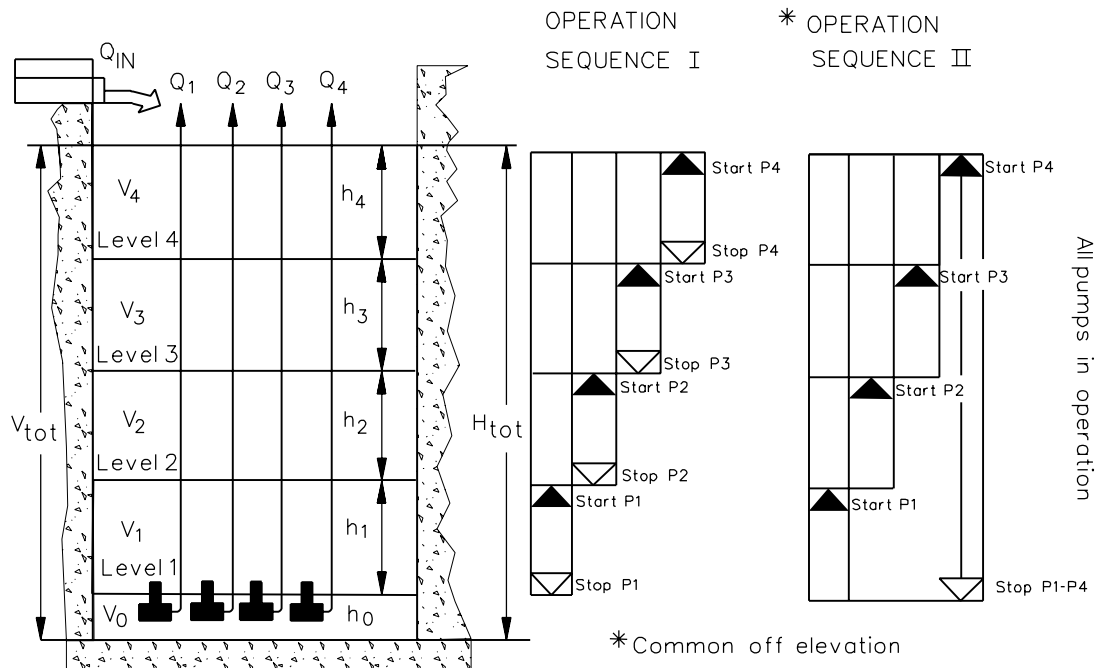 OPERATION
SEQUENCE I
* OPERATION
SEQUENCE II
Q_IN
Q_1 Q_2 Q_3 Q_4
V_4
h_4
Level 4
V_3
h_3
Level 3
V_tot
V_2
h_2
H_tot
Level 2
V_1
h_1
Level 1
V_0
h_0
Start P4
Stop P4
Start P3
Stop P3
Start P2
Stop P2
Start P1
Stop P1
Start P4
Start P3
Start P2
Start P1
Stop P1-P4
All pumps in operation
* Common off elevation